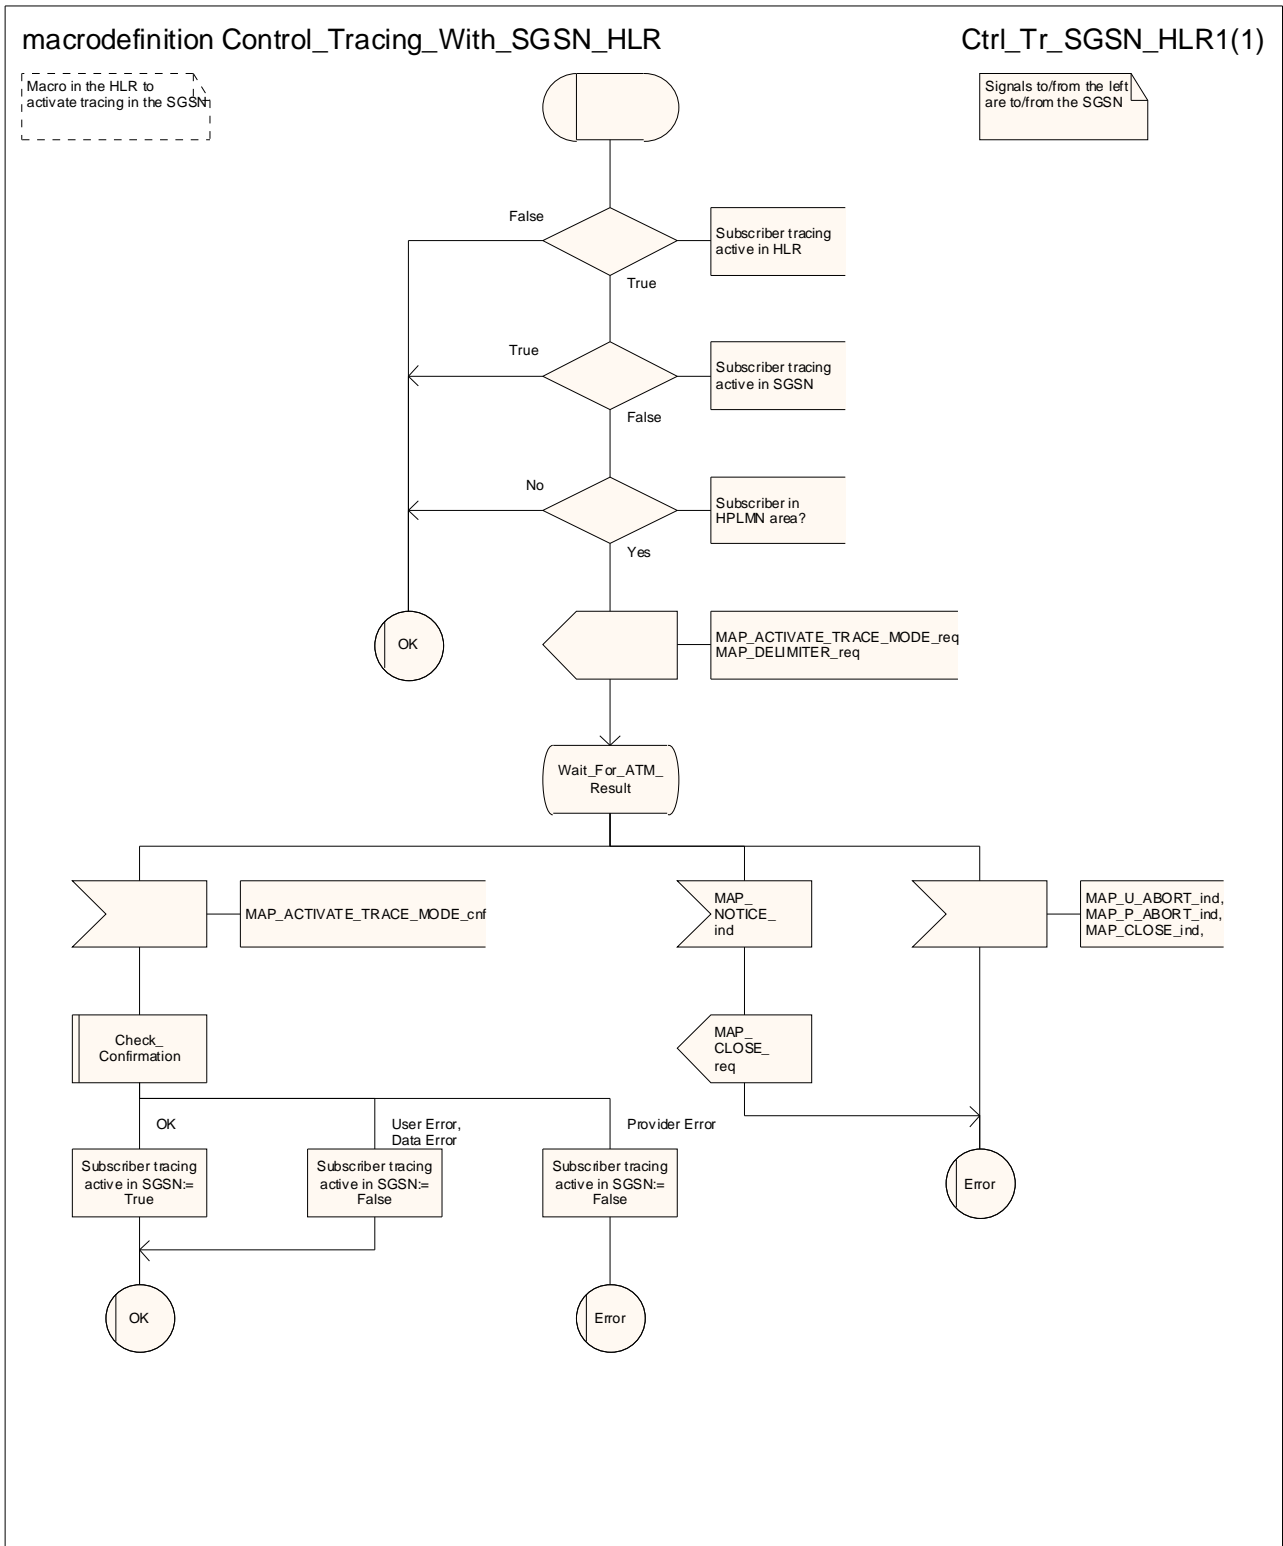 macrodefinition Control_Tracing_With_SGSN_HLR
Ctrl_Tr_SGSN_HLR1(1)
Macro in the HLR to
activate tracing in the SGSN
Signals to/from the left
are to/from the SGSN
False
Subscriber tracing
active in HLR
True
True
Subscriber tracing
active in SGSN
False
No
Subscriber in
HPLMN area?
Yes
OK
MAP_ACTIVATE_TRACE_MODE_req
MAP_DELIMITER_req
Wait_For_ATM_
Result
MAP_ACTIVATE_TRACE_MODE_cnf
MAP_
NOTICE_
ind
MAP_U_ABORT_ind,
MAP_P_ABORT_ind,
MAP_CLOSE_ind,
Check_
Confirmation
MAP_
CLOSE_
req
OK
User Error,
Data Error
Provider Error
Subscriber tracing
active in SGSN:=
True
Subscriber tracing
active in SGSN:=
False
Subscriber tracing
active in SGSN:=
False
Error
OK
Error